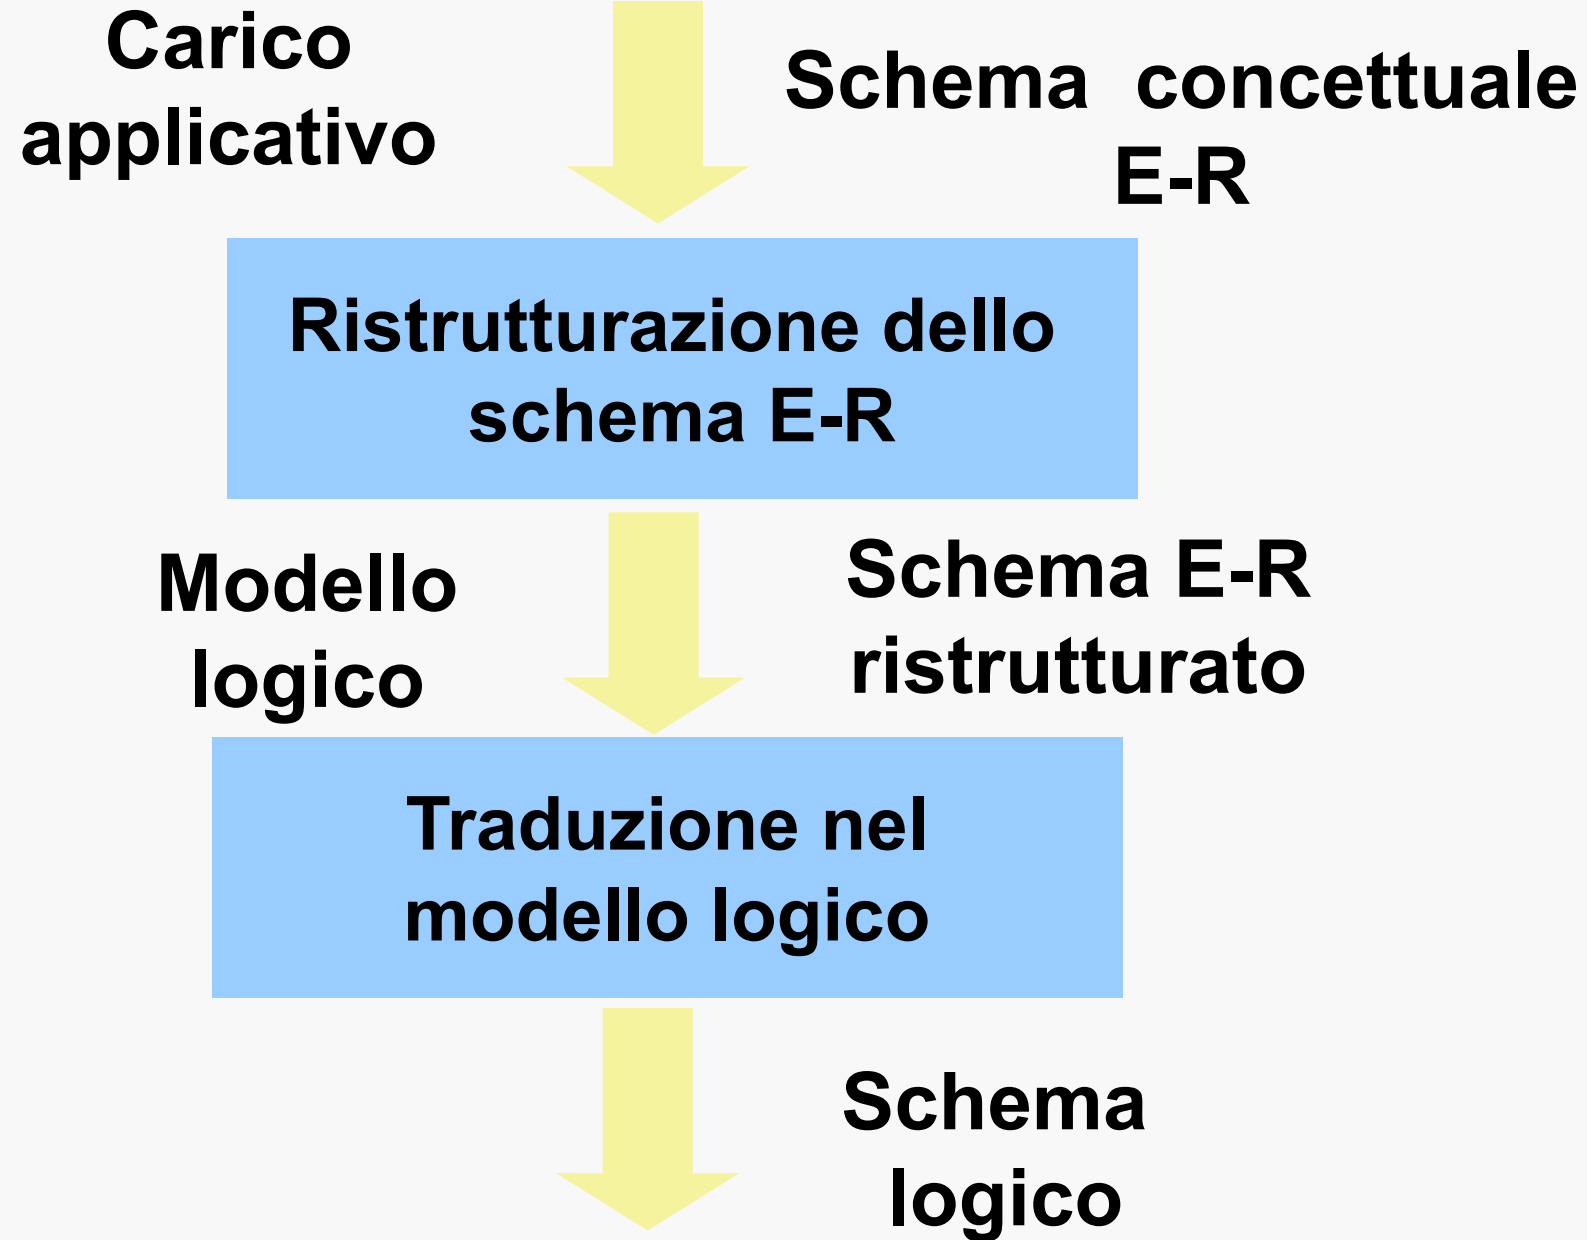 Carico
applicativo
Schema concettuale
E-R
Ristrutturazione dello
schema E-R
Modello
logico
Schema E-R
ristrutturato
Traduzione nel
modello logico
Schema
logico